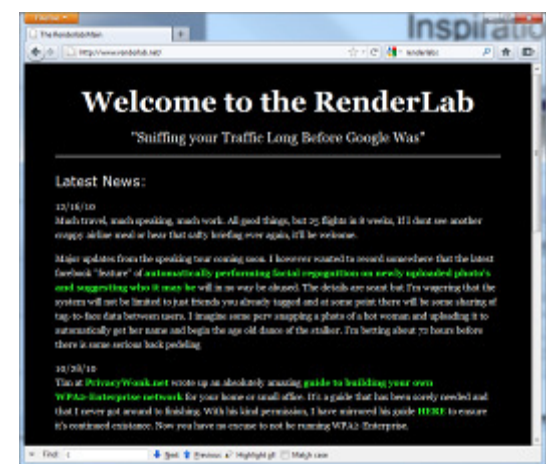 Inspiratio
Firefox
The RenderLab Main
http://www.renderlab.net/
renderlabs
Welcome to the RenderLab
"Sniffing your Traffic Long Before Google Was"
Latest News:
12/16/10
Much travel, much speaking, much work. All good things, but 25 flights in 8 weeks, If I dont see another
crappy airline meal or hear that safty briefing ever again, it'll be welcome.
Major updates from the speaking tour coming soon. I however wanted to record somewhere that the latest
facebook "feature" of automatically performing facial regognition on newly uploaded photo's
and suggesting who it may be will in no way be abused. The details are scant but I'm wagering that the
system will not be limited to just friends you already tagged and at some point there will be some sharing of
tag-to-face data between users. I imagine some perv snapping a photo of a hot woman and uploading it to
automatically get her name and begin the age old dance of the stalker. I'm betting about 72 hours before
there is some serious back pedeling
10/28/10
Tim at PrivacyWonk.net wrote up an absolutely amazing guide to building your own
WPA2-Enterprise network for your home or small office. It's a guide that has been sorely needed and
that I never got around to finishing. With his kind permission, I have mirrored his guide HERE to ensure
it's continued existance. Now you have no excuse to not be running WPA2-Enterprise.
Find: Next Previous Highlight all Match case